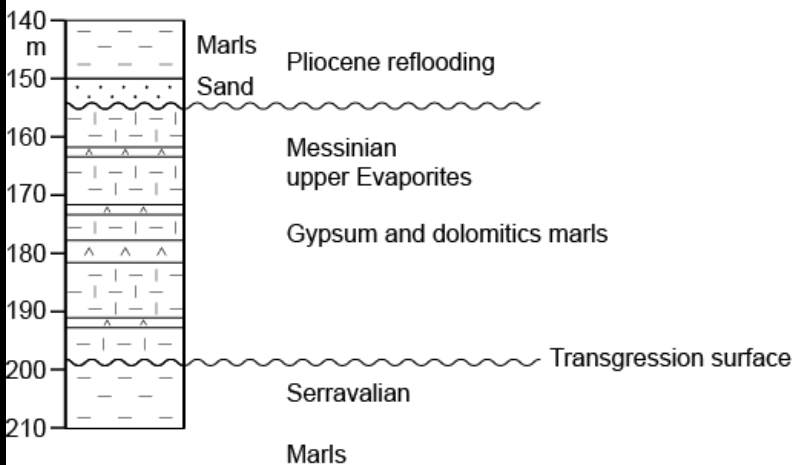 140
m
Marls
Pliocene reflooding
150
Sand
160
Messinian
upper Evaporites
170
Gypsum and dolomitics marls
180
190
Transgression surface
200
Serravalian
210
Marls